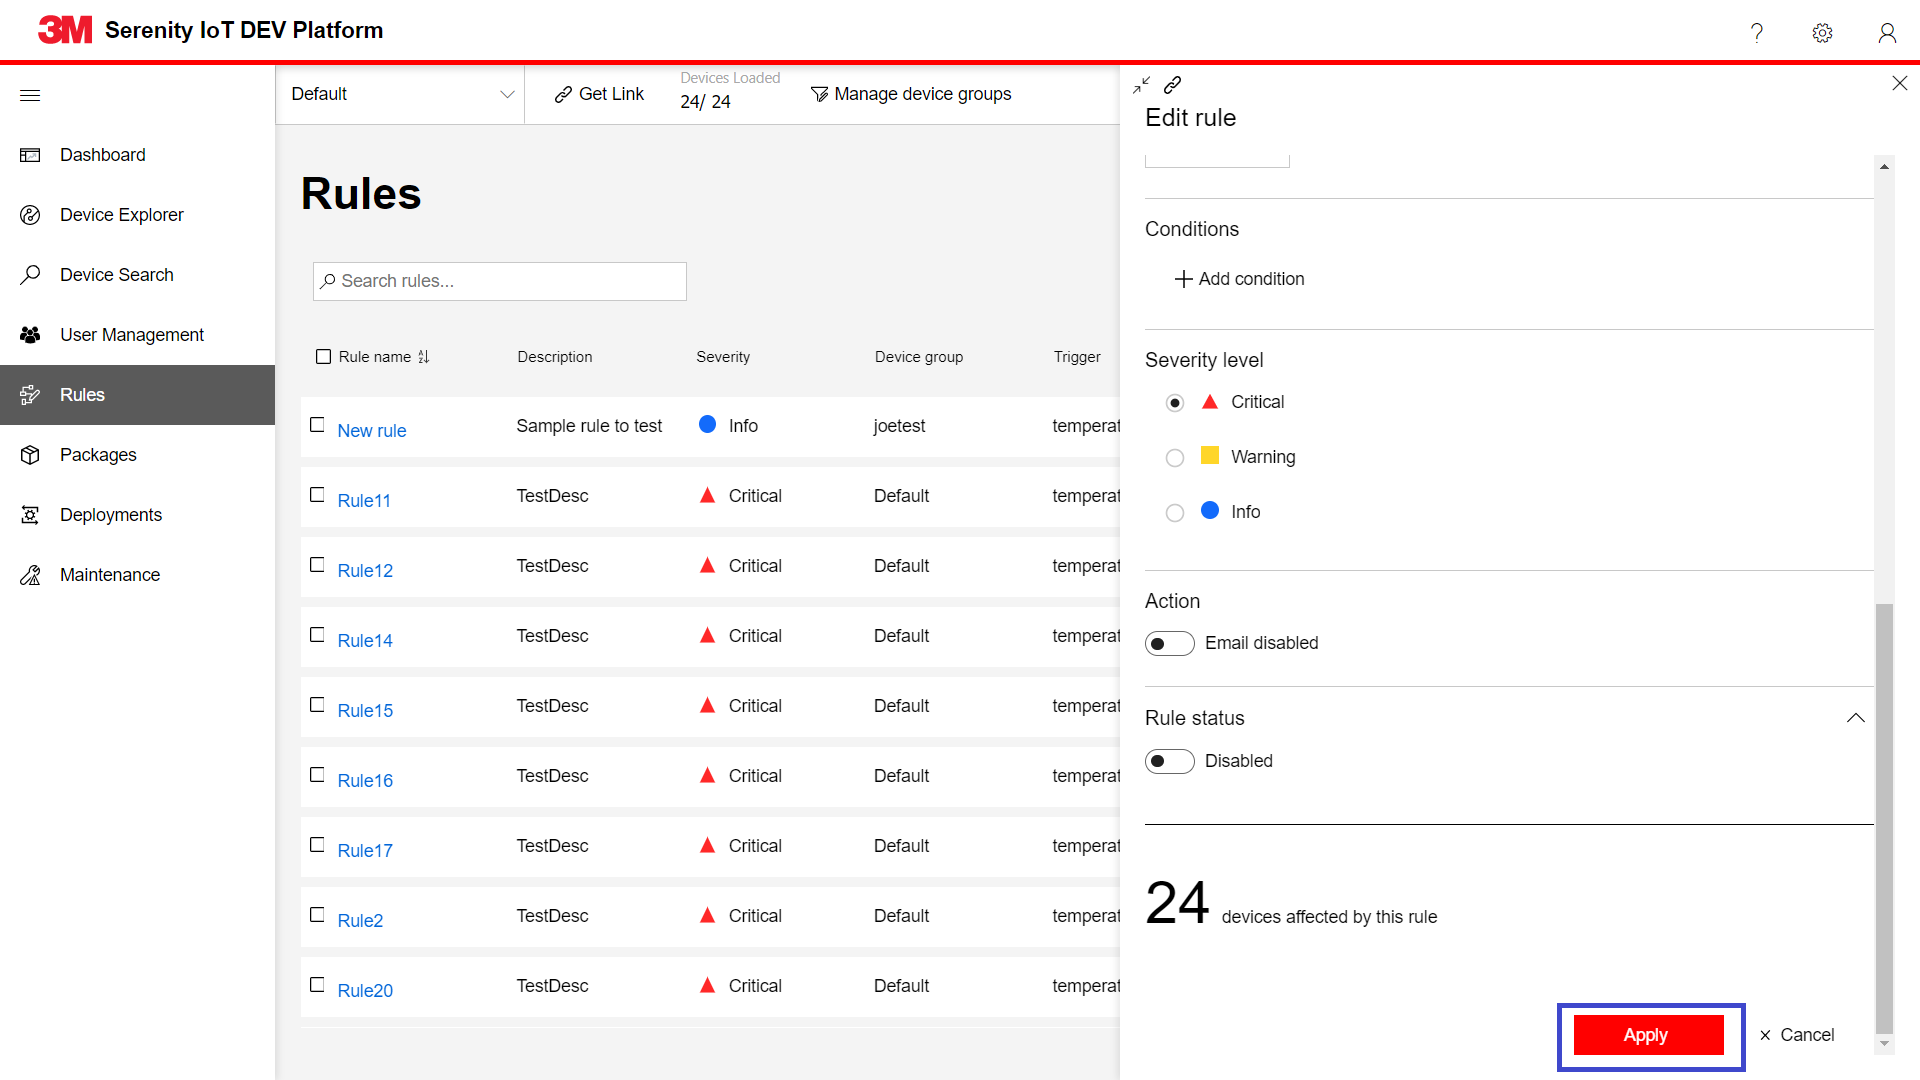 3M Serenity IoT DEV Platform
Dashboard
Device Explorer
Device Search
User Management
Rules
Packages
Deployments
Maintenance
Default
Get Link
Devices Loaded
24/ 24
Manage device groups
Rules
Search rules...
Rule name Description Severity Device group Trigger
New rule Sample rule to test Info joetest temperat
Rule11 TestDesc Critical Default temperat
Rule12 TestDesc Critical Default temperat
Rule14 TestDesc Critical Default temperat
Rule15 TestDesc Critical Default temperat
Rule16 TestDesc Critical Default temperat
Rule17 TestDesc Critical Default temperat
Rule2 TestDesc Critical Default temperat
Rule20 TestDesc Critical Default temperat
Edit rule
Conditions
Add condition
Severity level
Critical
Warning
Info
Action
Email disabled
Rule status
Disabled
24 devices affected by this rule
Apply
Cancel